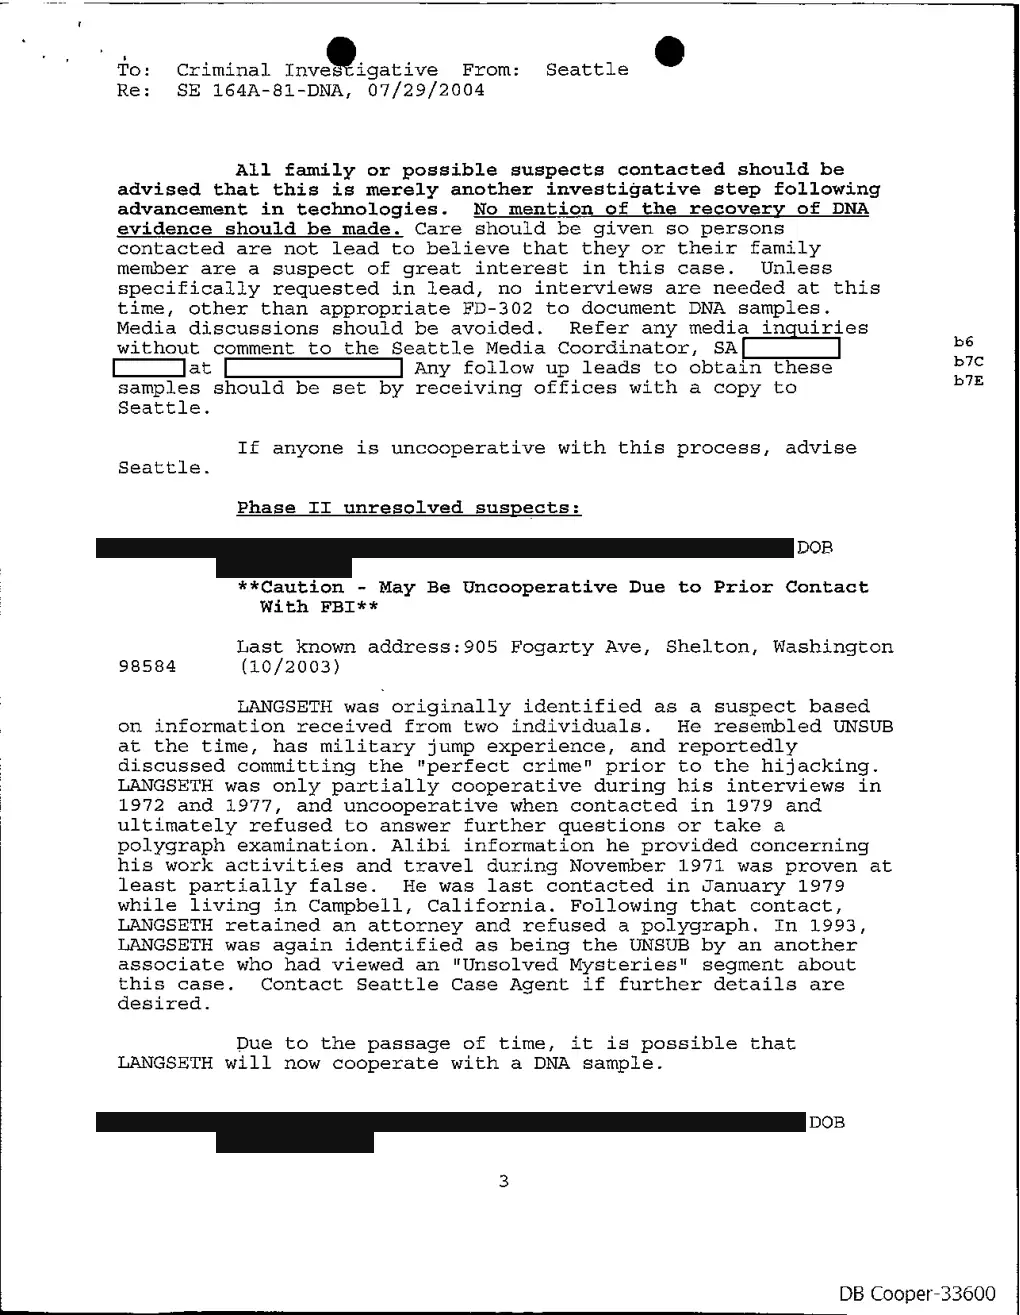 To: Criminal Investigative From: Seattle
Re: SE 164A-81-DNA, 07/29/2004
All family or possible suspects contacted should be
advised that this is merely another investigative step following
advancement in technologies. No mention of the recovery of DNA
evidence should be made. Care should be given so persons
contacted are not lead to believe that they or their family
member are a suspect of great interest in this case. Unless
specifically requested in lead, no interviews are needed at this
time, other than appropriate FD-302 to document DNA samples.
Media discussions should be avoided. Refer any media inquiries
without comment to the Seattle Media Coordinator, SA
b6
at Any follow up leads to obtain these
b7C
samples should be set by receiving offices with a copy to
b7E
Seattle.
If anyone is uncooperative with this process, advise
Seattle.
Phase II unresolved suspects:
DOB
**Caution - May Be Uncooperative Due to Prior Contact
With FBI**
Last known address:905 Fogarty Ave, Shelton, Washington
98584 (10/2003)
LANGSETH was originally identified as a suspect based
on information received from two individuals. He resembled UNSUB
at the time, has military jump experience, and reportedly
discussed committing the "perfect crime" prior to the hijacking.
LANGSETH was only partially cooperative during his interviews in
1972 and 1977, and uncooperative when contacted in 1979 and
ultimately refused to answer further questions or take a
polygraph examination. Alibi information he provided concerning
his work activities and travel during November 1971 was proven at
least partially false. He was last contacted in January 1979
while living in Campbell, California. Following that contact,
LANGSETH retained an attorney and refused a polygraph. In 1993,
LANGSETH was again identified as being the UNSUB by an another
associate who had viewed an "Unsolved Mysteries" segment about
this case. Contact Seattle Case Agent if further details are
desired.
Due to the passage of time, it is possible that
LANGSETH will now cooperate with a DNA sample.
DOB
3
DB Cooper-33600